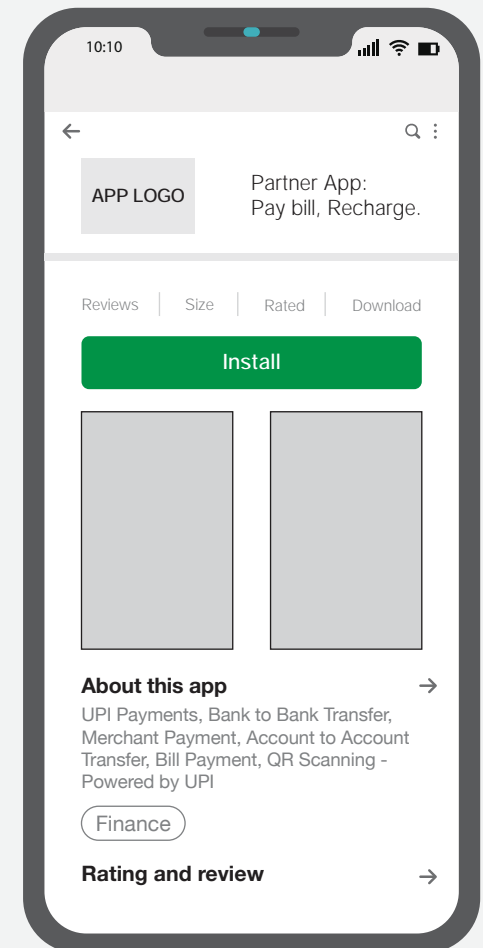 10:10
APP LOGO
Partner App:
Pay bill, Recharge.
Reviews Size Rated Download
Install
About this app
UPI Payments, Bank to Bank Transfer,
Merchant Payment, Account to Account
Transfer, Bill Payment, QR Scanning -
Powered by UPI
Finance
Rating and review